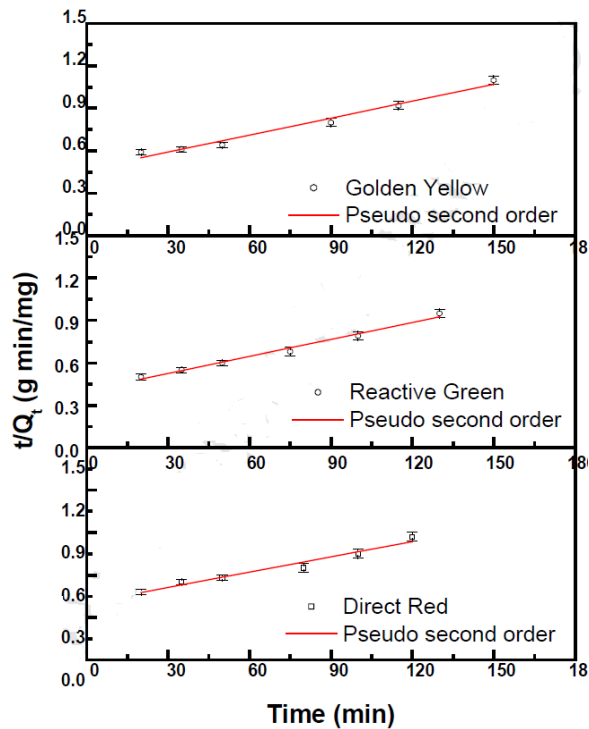 1.5
1.2
0.9
0.6
0.3
0.0
Golden Yellow
Pseudo second order
0 30 60 90 120 150 18
1.5
1.2
0.9
0.6
0.3
0.0
Reactive Green
Pseudo second order
0 30 60 90 120 150 18
1.5
1.2
0.9
0.6
0.3
0.0
Direct Red
Pseudo second order
0 30 60 90 120 150 18
t/Qt (g min/mg)
Time (min)